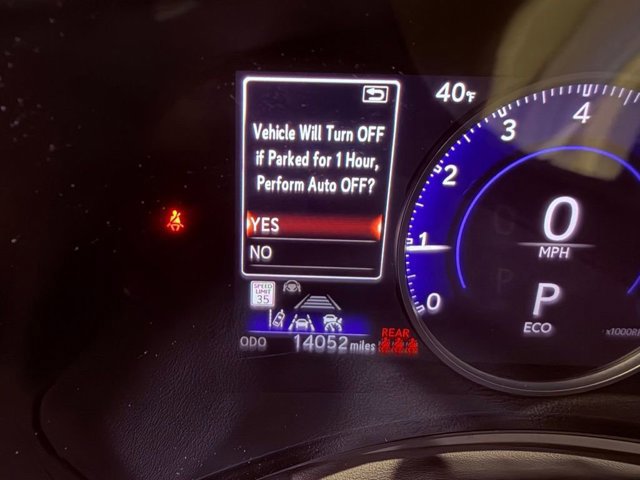 40°F
Vehicle Will Turn OFF
if Parked for 1 Hour,
Perform Auto OFF?
YES
NO
SPEED
LIMIT
35
ODO 14052 miles
REAR
4
3
2
1
0
0
MPH
P
ECO